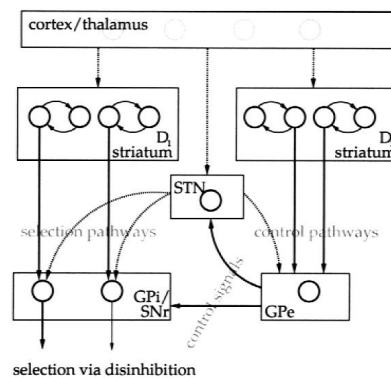 cortex/thalamus
D1
striatum
D
striatum
STN
selection pathways
control pathways
GPi/
SNr
control signals
GPe
selection via disinhibition